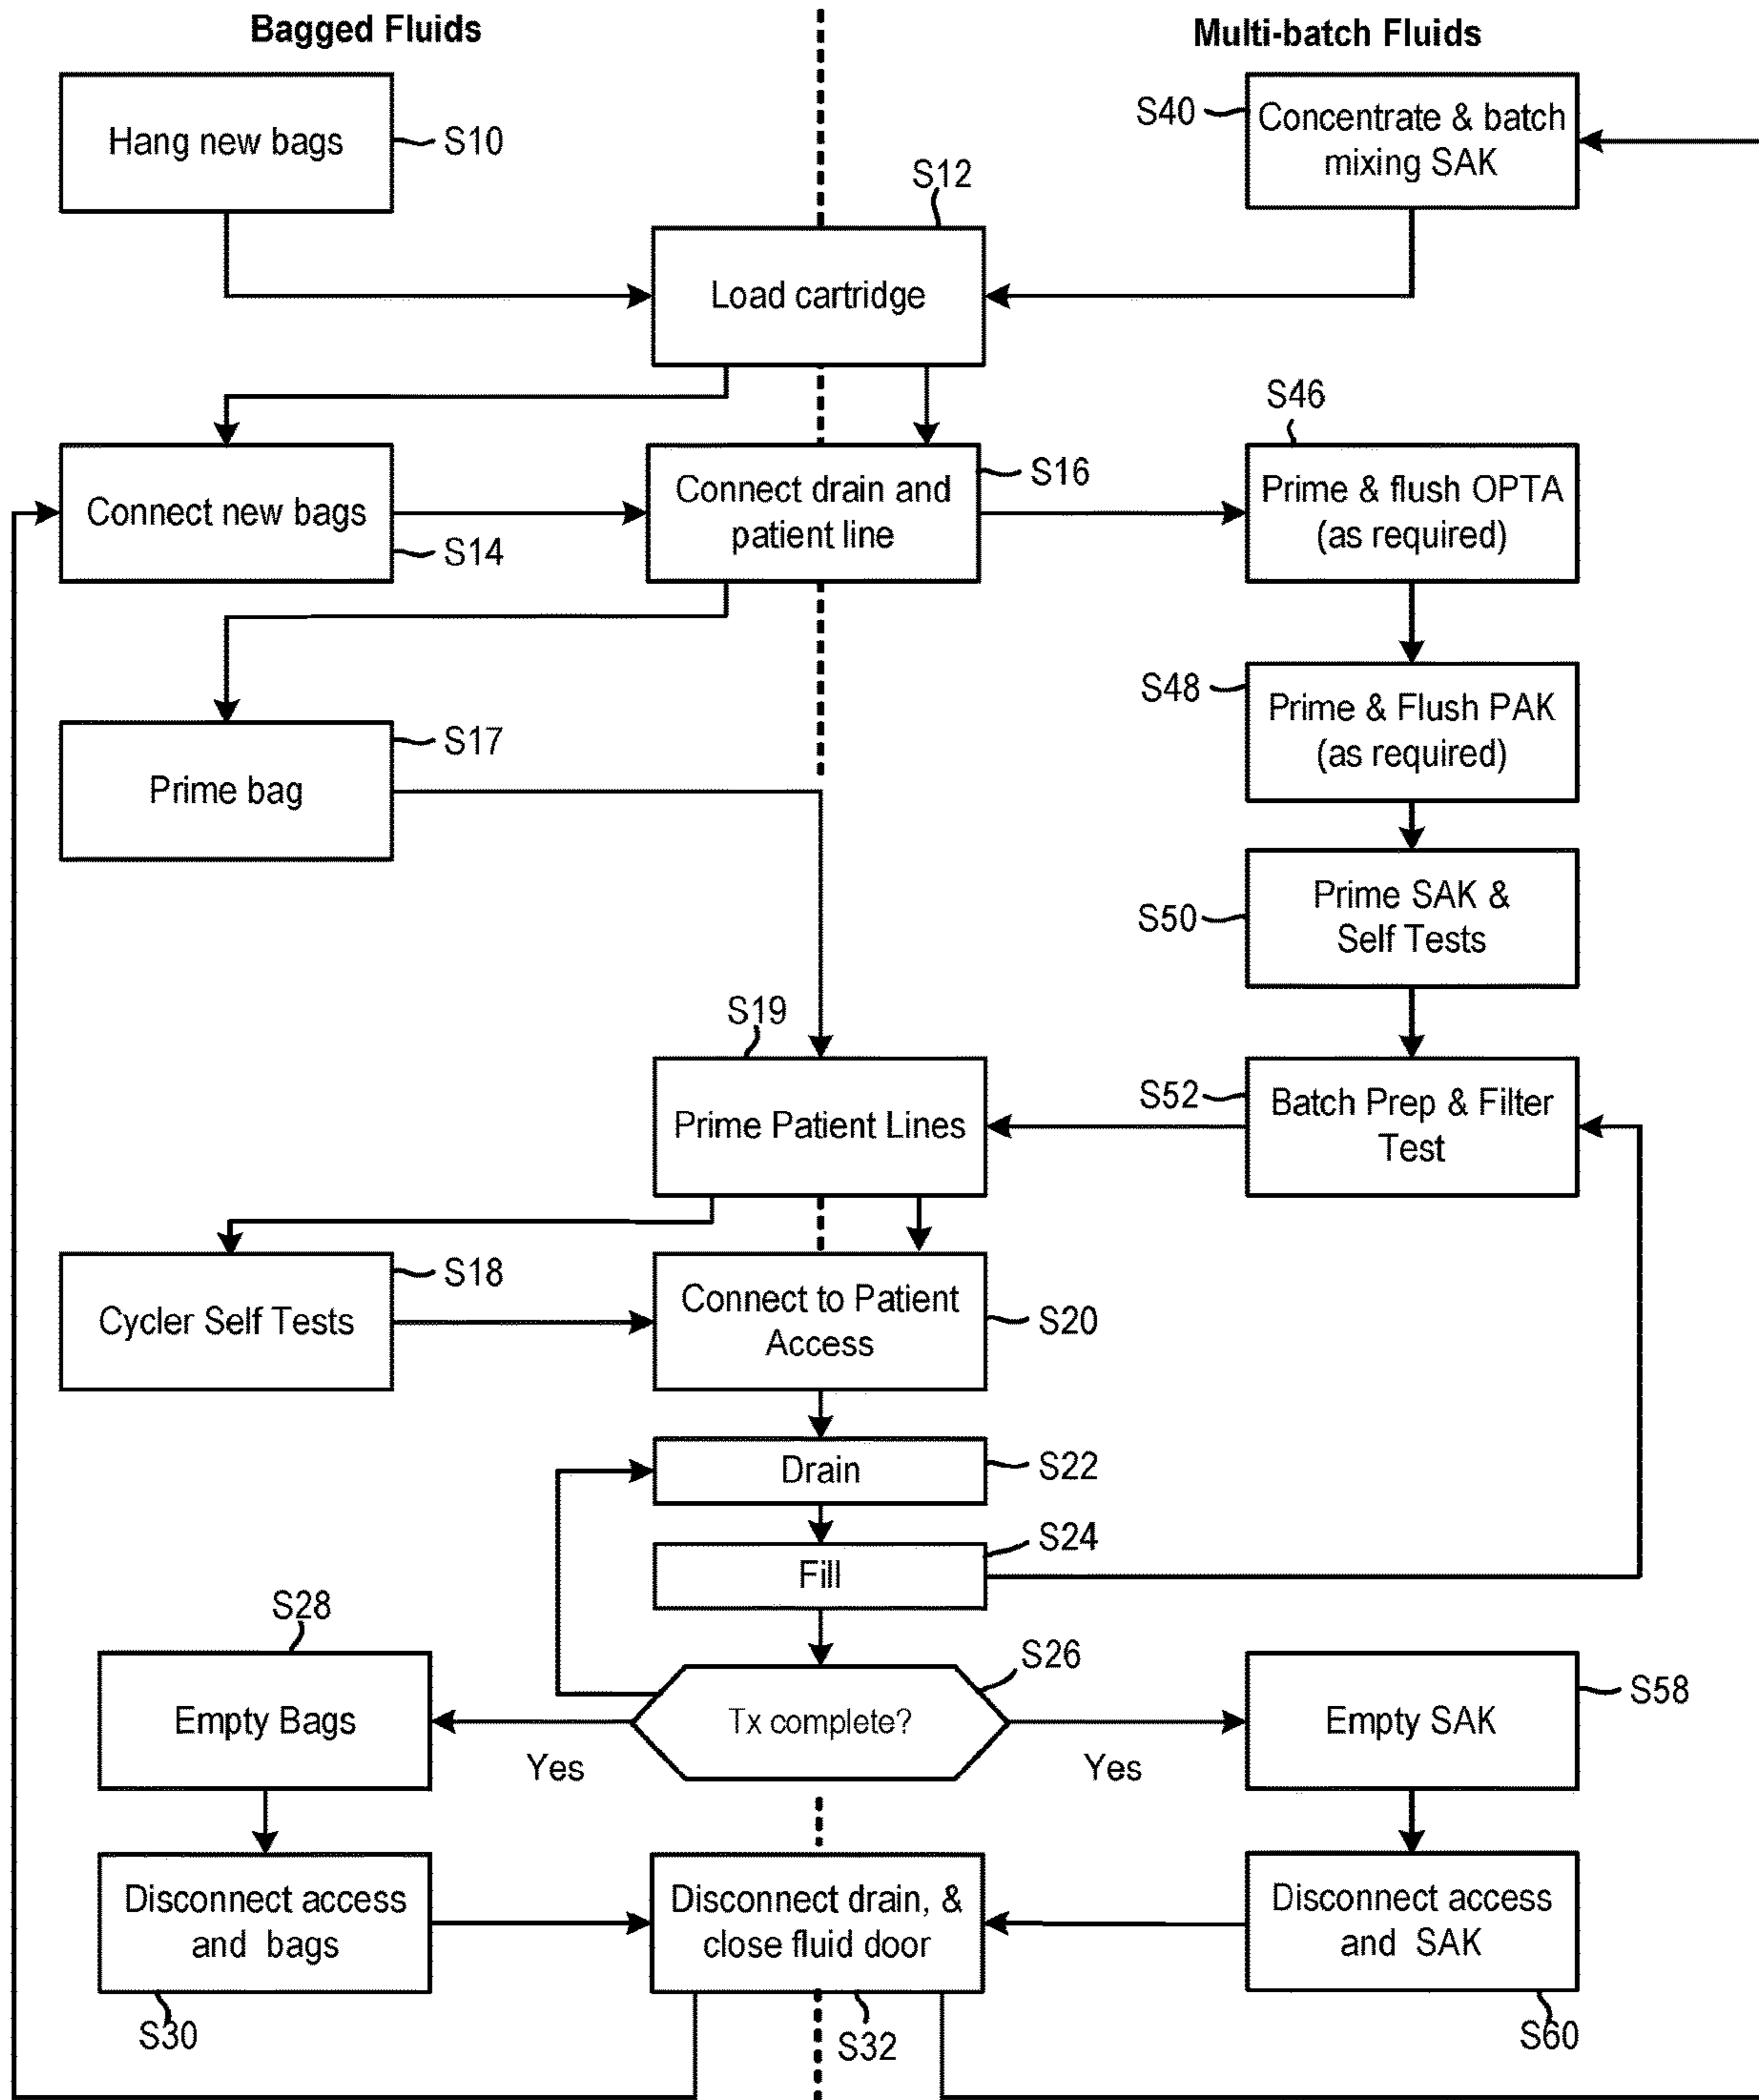 Bagged Fluids
Multi-batch Fluids
Hang new bags
S10
S40
Concentrate & batch
mixing SAK
S12
Load cartridge
S46
Connect new bags
S14
Connect drain and
patient line
S16
Prime & flush OPTA
(as required)
S48
Prime & Flush PAK
(as required)
S17
Prime bag
S50
Prime SAK &
Self Tests
S19
Prime Patient Lines
S52
Batch Prep & Filter
Test
S18
Cycler Self Tests
Connect to Patient
Access
S20
Drain
S22
Fill
S24
S28
Empty Bags
Yes
S26
Tx complete?
Yes
Empty SAK
S58
Disconnect access
and bags
S30
Disconnect drain, &
close fluid door
S32
Disconnect access
and SAK
S60